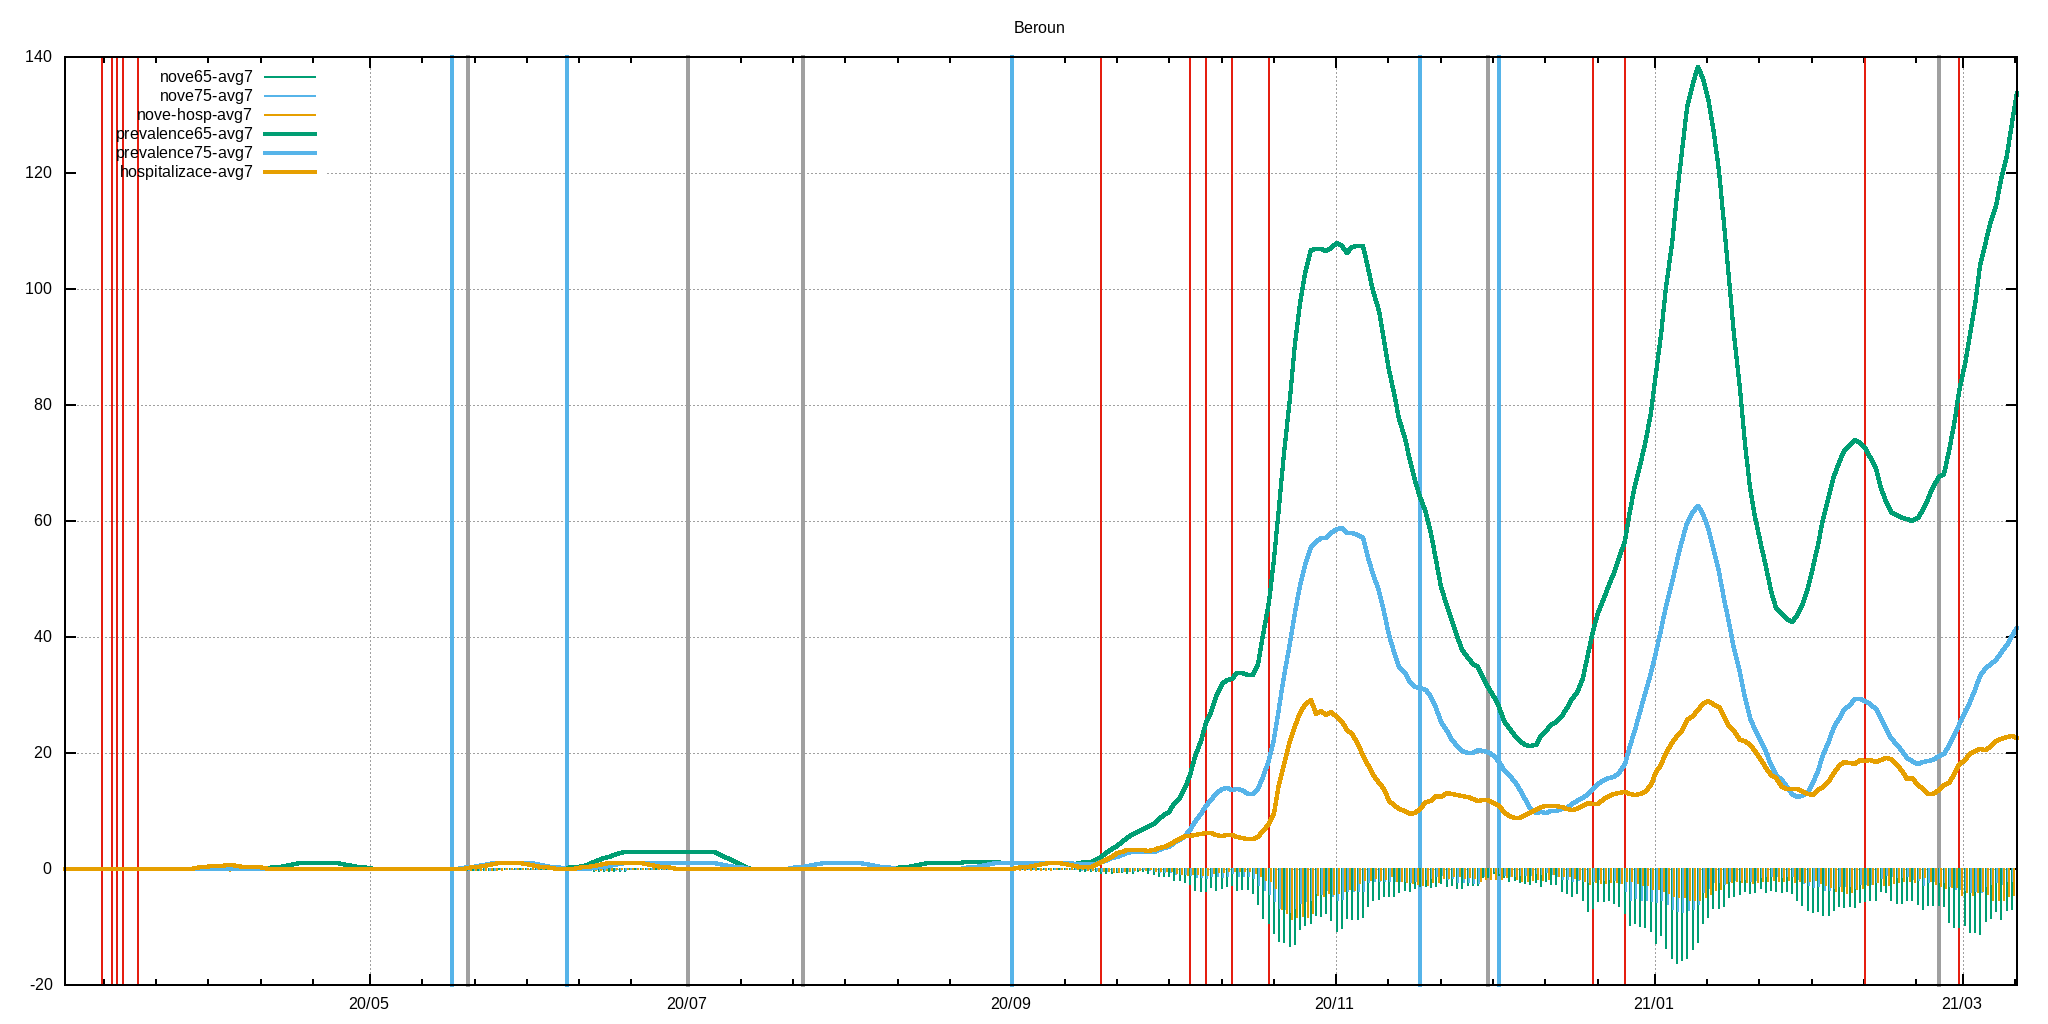 Beroun
140
120
100
80
60
40
20
0
-20
nove65-avg7
nove75-avg7
nove-hosp-avg7
prevalence65-avg7
prevalence75-avg7
hospitalizace-avg7
20/05 20/07 20/09 20/11 21/01 21/03